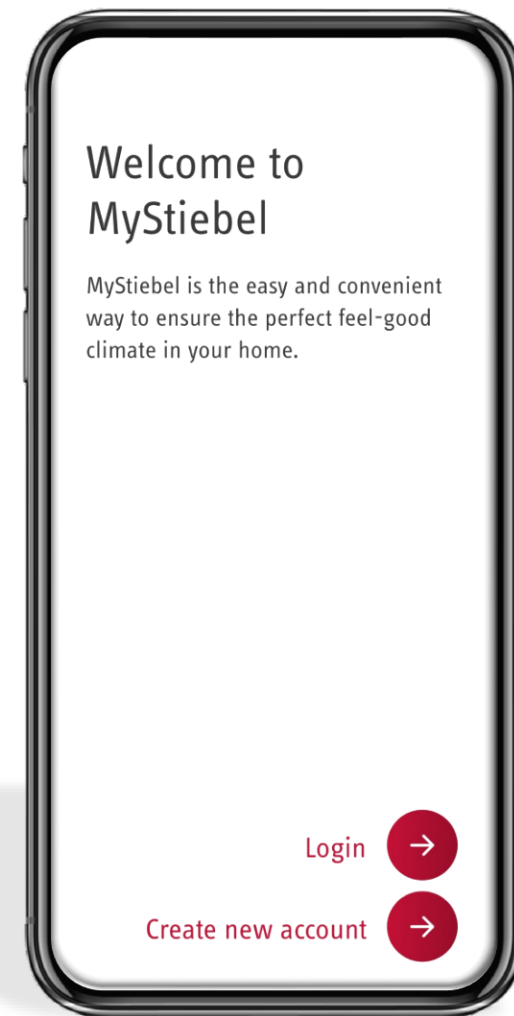 Welcome to
MyStiebel
MyStiebel is the easy and convenient
way to ensure the perfect feel-good
climate in your home.
Login
Create new account